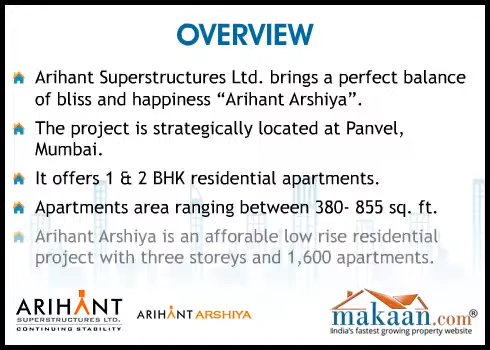 OVERVIEW
Arihant Superstructures Ltd. brings a perfect balance
of bliss and happiness “Arihant Arshiya”.
The project is strategically located at Panvel,
Mumbai.
It offers 1 & 2 BHK residential apartments.
Apartments area ranging between 380- 855 sq. ft.
Arihant Arshiya is an afforable low rise residential
project with three storeys and 1,600 apartments.
ARIHANT
SUPERSTRUCTURES LTD.
CONTINUING STABILITY
ARIHANT ARSHIYA
makaan.com®
India's fastest growing property website